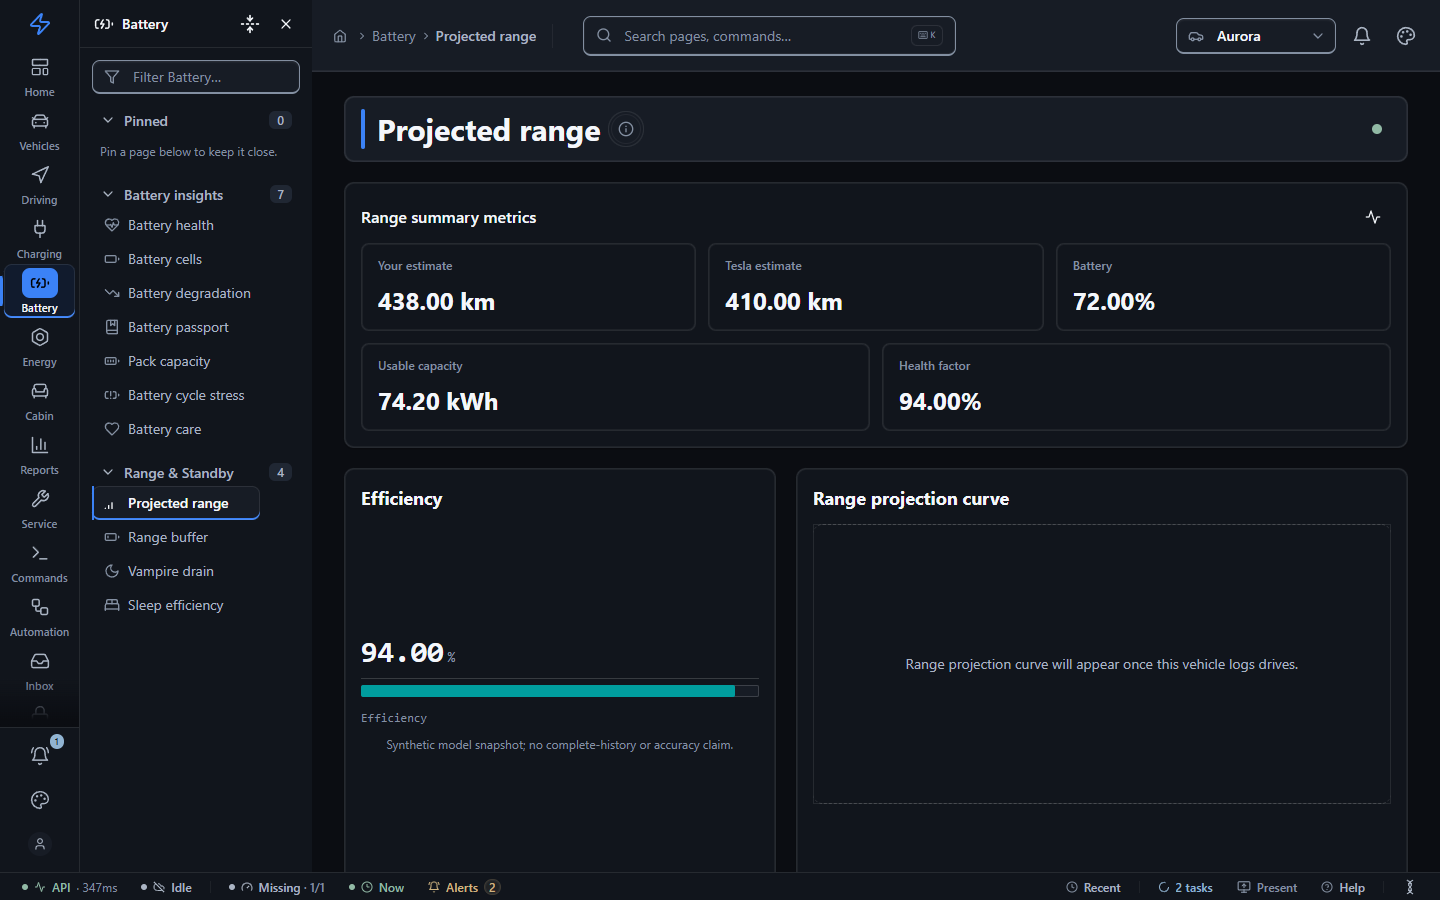 Battery
Battery
Projected range
Search pages, commands...
K
Aurora
Home
Vehicles
Driving
Charging
Battery
Energy
Cabin
Reports
Service
Commands
Automation
Inbox
1
Filter Battery...
Pinned 0
Pin a page below to keep it close.
Battery insights 7
Battery health
Battery cells
Battery degradation
Battery passport
Pack capacity
Battery cycle stress
Battery care
Range & Standby 4
Projected range
Range buffer
Vampire drain
Sleep efficiency
Projected range
Range summary metrics
Your estimate
438.00 km
Tesla estimate
410.00 km
Battery
72.00%
Usable capacity
74.20 kWh
Health factor
94.00%
Efficiency
94.00 %
Efficiency
Synthetic model snapshot; no complete-history or accuracy claim.
Range projection curve
Range projection curve will appear once this vehicle logs drives.
API · 347ms
Idle
Missing · 1/1
Now
Alerts 2
Recent
2 tasks
Present
Help